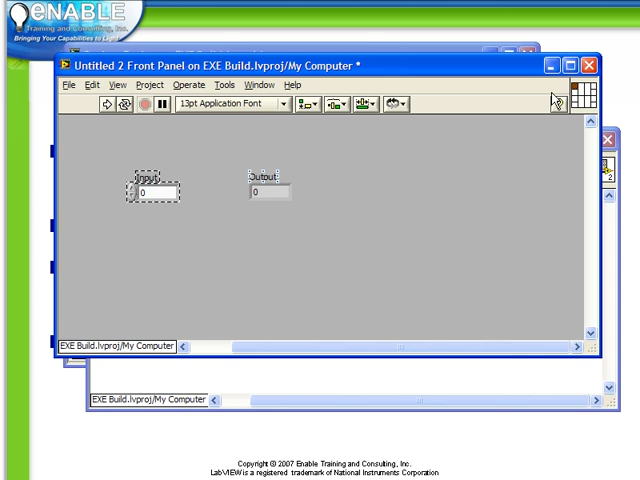 eNABLE
Training and Consulting, Inc.
Bringing Your Capabilities to Light
Untitled 2 Front Panel on EXE Build.lvproj/My Computer *
File Edit View Project Operate Tools Window Help
13pt Application Font
Input
0
Output
0
2
EXE Build.lvproj/My Computer
EXE Build.lvproj/My Computer
Copyright © 2007 Enable Training and Consulting, Inc.
LabVIEW is a registered trademark of National Instruments Corporation